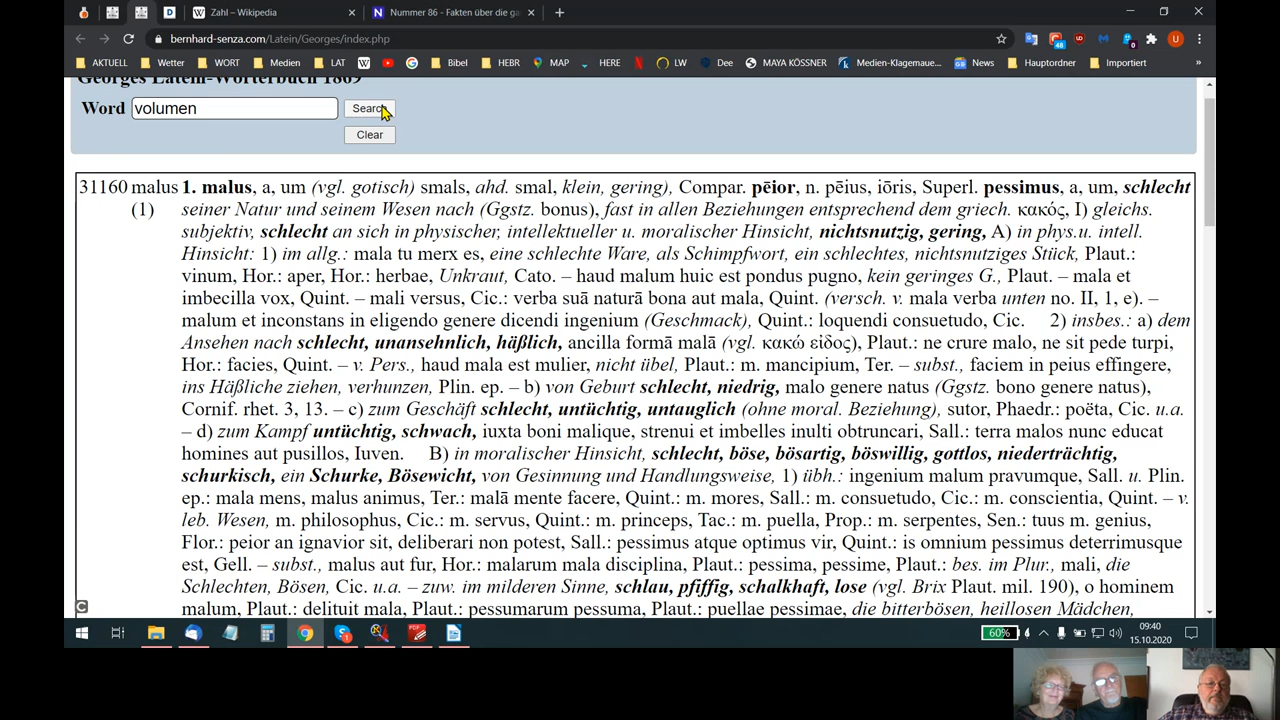 Zahl – Wikipedia
Nummer 86 - Fakten über die ga
bernhard-senza.com/Latein/Georges/index.php
48
0
U
AKTUELL Wetter WORT Medien LAT Bibel HEBR MAP HERE LW Dee MAYA KÖSSNER Medien-Klagemaue... News Hauptordner Importiert »
Georges Latein-Wörterbuch 1869
Word volumen Search
Clear
31160 malus 1. malus, a, um (vgl. gotisch) smals, ahd. smal, klein, gering), Compar. pēior, n. pēius, iōris, Superl. pessimus, a, um, schlecht
(1) seiner Natur und seinem Wesen nach (Ggstz. bonus), fast in allen Beziehungen entsprechend dem griech. κακός, I) gleichs.
subjektiv, schlecht an sich in physischer, intellektueller u. moralischer Hinsicht, nichtsnutzig, gering, A) in phys.u. intell.
Hinsicht: 1) im allg.: mala tu merx es, eine schlechte Ware, als Schimpfwort, ein schlechtes, nichtsnutziges Stück, Plaut.:
vinum, Hor.: aper, Hor.: herbae, Unkraut, Cato. – haud malum huic est pondus pugno, kein geringes G., Plaut. – mala et
imbecilla vox, Quint. – mali versus, Cic.: verba suā naturā bona aut mala, Quint. (versch. v. mala verba unten no. II, 1, e). –
malum et inconstans in eligendo genere dicendi ingenium (Geschmack), Quint.: loquendi consuetudo, Cic. 2) insbes.: a) dem
Ansehen nach schlecht, unansehnlich, häßlich, ancilla formā malā (vgl. κακώ εἶδος), Plaut.: ne crure malo, ne sit pede turpi,
Hor.: facies, Quint. – v. Pers., haud mala est mulier, nicht übel, Plaut.: m. mancipium, Ter. – subst., faciem in peius effingere,
ins Häßliche ziehen, verhunzen, Plin. ep. – b) von Geburt schlecht, niedrig, malo genere natus (Ggstz. bono genere natus),
Cornif. rhet. 3, 13. – c) zum Geschäft schlecht, untüchtig, untauglich (ohne moral. Beziehung), sutor, Phaedr.: poëta, Cic. u.a.
– d) zum Kampf untüchtig, schwach, iuxta boni malique, strenui et imbelles inulti obtruncari, Sall.: terra malos nunc educat
homines aut pusillos, Iuven. B) in moralischer Hinsicht, schlecht, böse, bösartig, böswillig, gottlos, niederträchtig,
schurkisch, ein Schurke, Bösewicht, von Gesinnung und Handlungsweise, 1) übh.: ingenium malum pravumque, Sall. u. Plin.
ep.: mala mens, malus animus, Ter.: malā mente facere, Quint.: m. mores, Sall.: m. consuetudo, Cic.: m. conscientia, Quint. – v.
leb. Wesen, m. philosophus, Cic.: m. servus, Quint.: m. princeps, Tac.: m. puella, Prop.: m. serpentes, Sen.: tuus m. genius,
Flor.: peior an ignavior sit, deliberari non potest, Sall.: pessimus atque optimus vir, Quint.: is omnium pessimus deterrimusque
est, Gell. – subst., malus aut fur, Hor.: malarum mala disciplina, Plaut.: pessima, pessime, Plaut.: bes. im Plur., mali, die
Schlechten, Bösen, Cic. u.a. – zuw. im milderen Sinne, schlau, pfiffig, schalkhaft, lose (vgl. Brix Plaut. mil. 190), o hominem
malum, Plaut.: delituit mala, Plaut.: pessumarum pessuma, Plaut.: puellae pessimae, die bitterbösen, heillosen Mädchen,
60%
09:40
15.10.2020